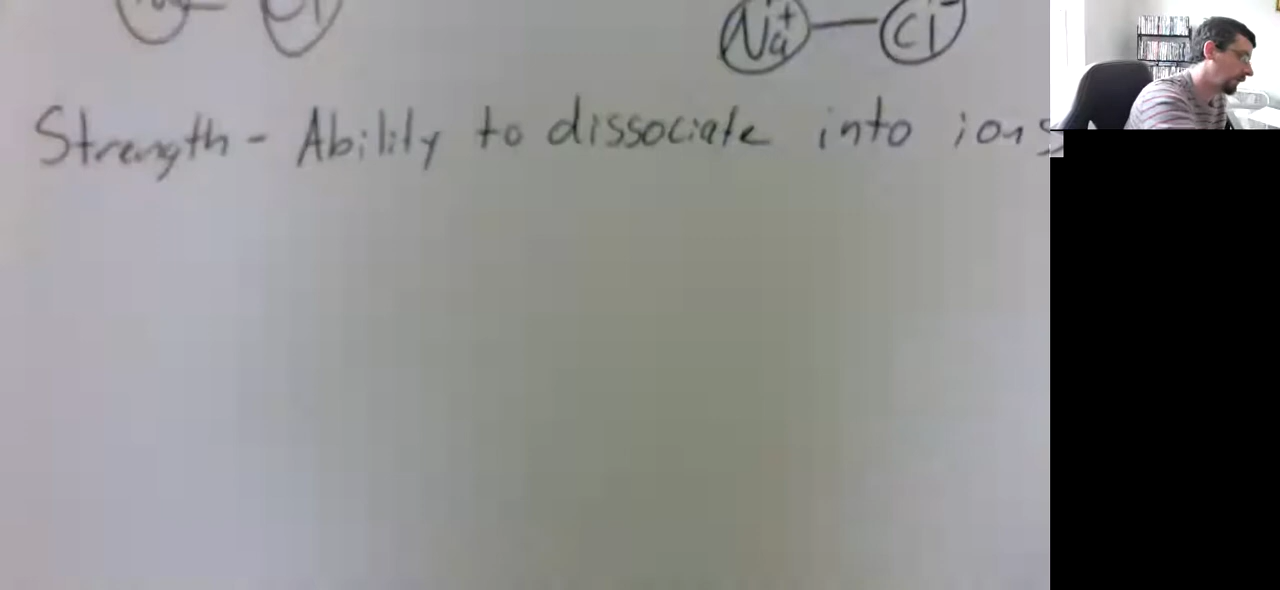 Na+ — Cl-
Strength - Ability to dissociate into ions